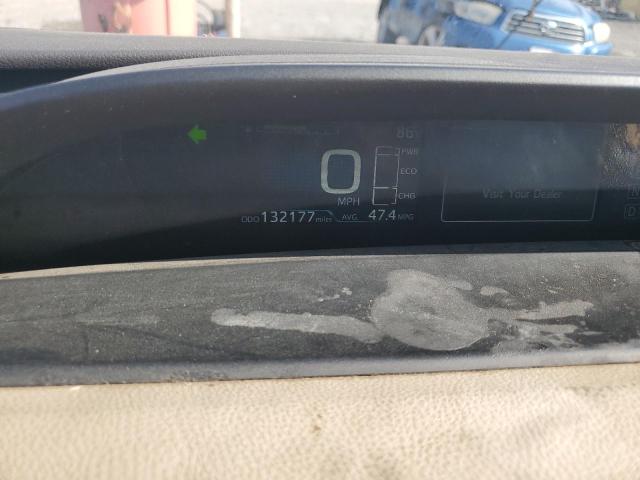 86°
PWR
ECO
0
CHG
MPH
Visit Your Dealer
ODO 132177 miles AVG. 47.4 MPG